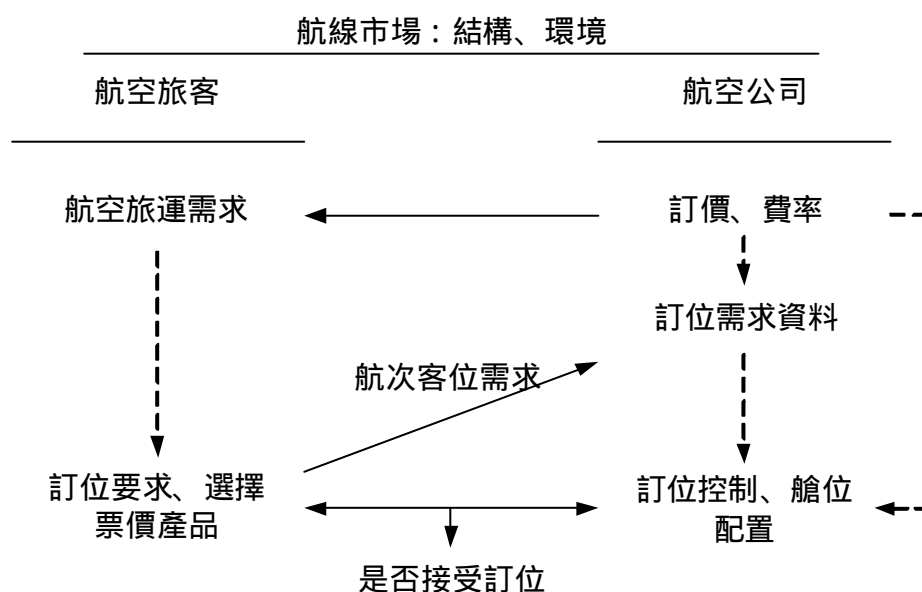 航線市場：結構、環境
航空旅客
航空公司
航空旅運需求
訂價、費率
訂位需求資料
航次客位需求
訂位要求、選擇
票價產品
訂位控制、艙位
配置
是否接受訂位